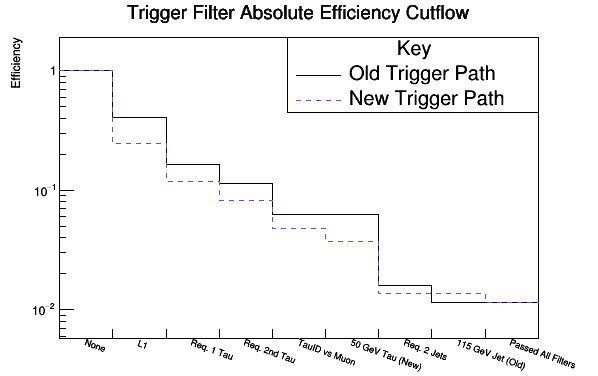 Trigger Filter Absolute Efficiency Cutflow
Efficiency
Key
Old Trigger Path
New Trigger Path
1
10⁻¹
10⁻²
None
L1
Req. 1 Tau
Req. 2nd Tau
TauID vs Muon
50 GeV Tau (New)
Req. 2 Jets
115 GeV Jet (Old)
Passed All Filters